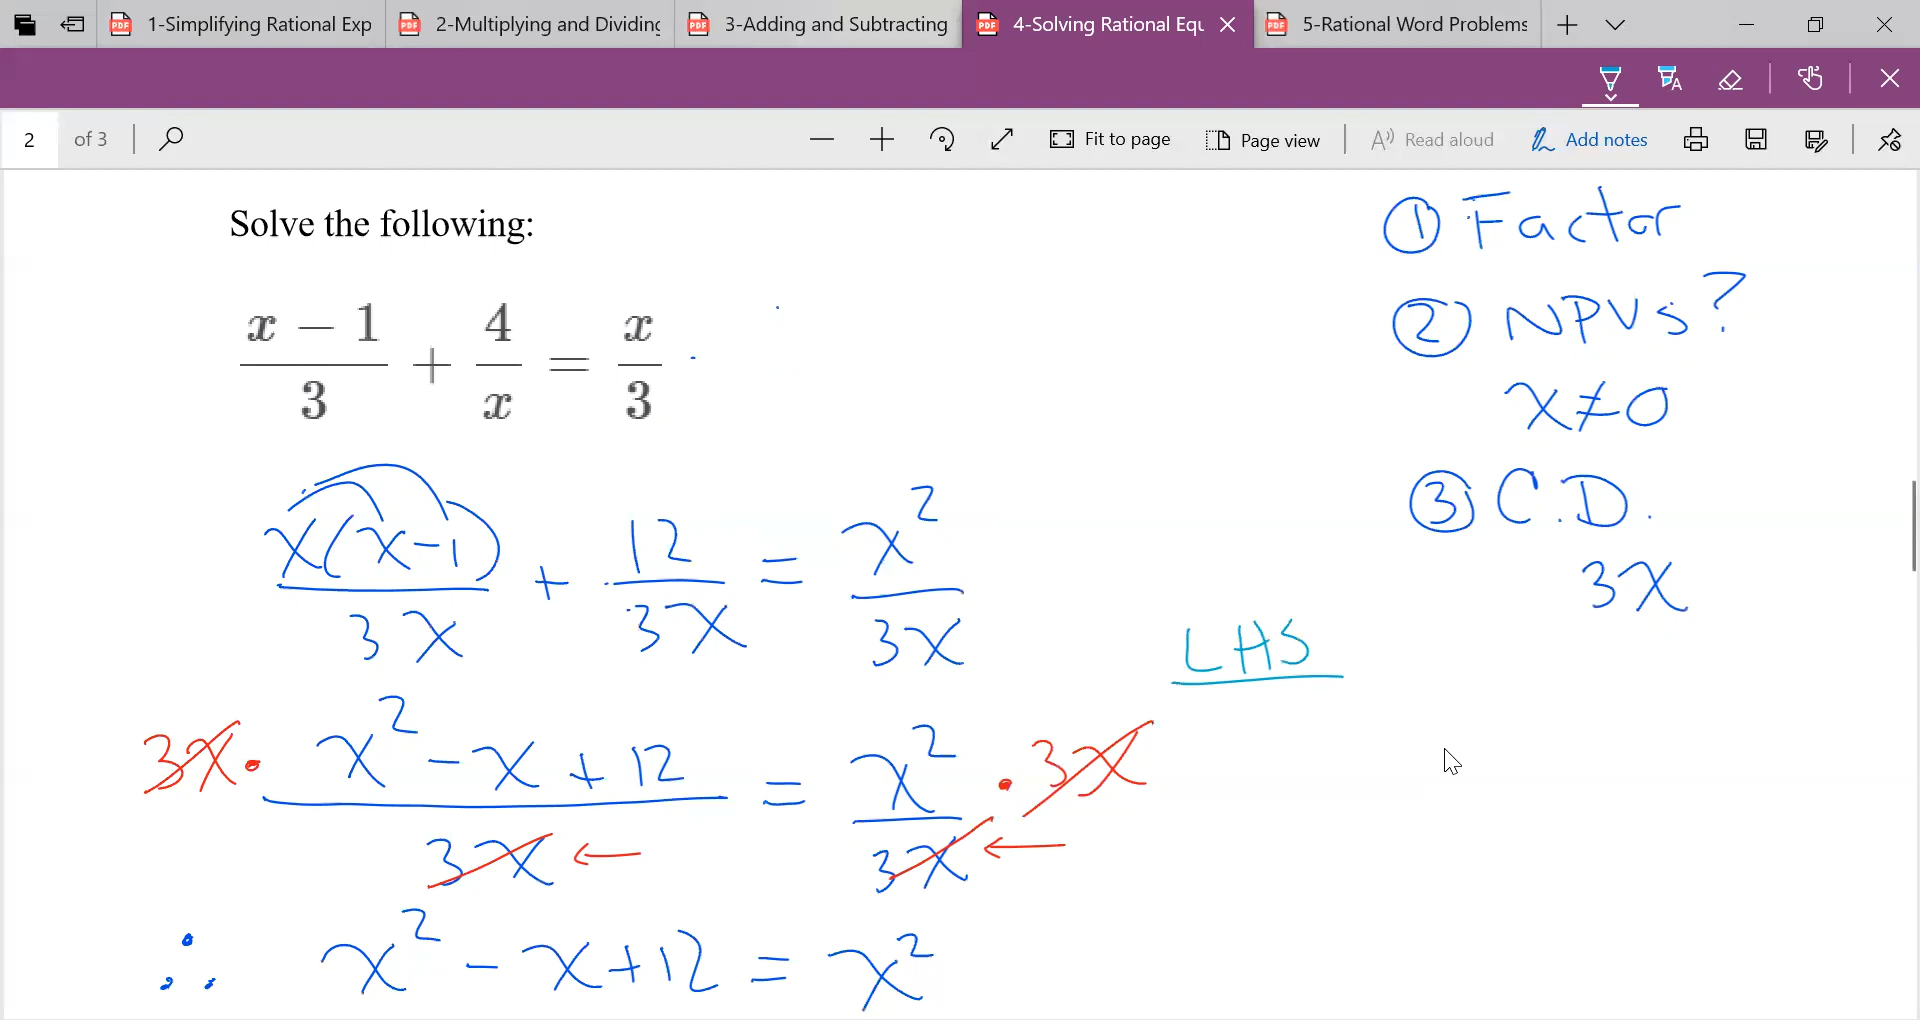 1-Simplifying Rational Exp
2-Multiplying and Dividing
3-Adding and Subtracting
4-Solving Rational Equ
5-Rational Word Problems
2 of 3
Fit to page
Page view
Read aloud
Add notes
Solve the following:
(x − 1)/3 + 4/x = x/3
x(x-1)/3x + 12/3x = x²/3x
3x · (x² - x + 12)/3x = x²/3x · 3x
∴ x² - x + 12 = x²
① Factor
② NPVs?
x ≠ 0
③ C.D.
3x
LHS